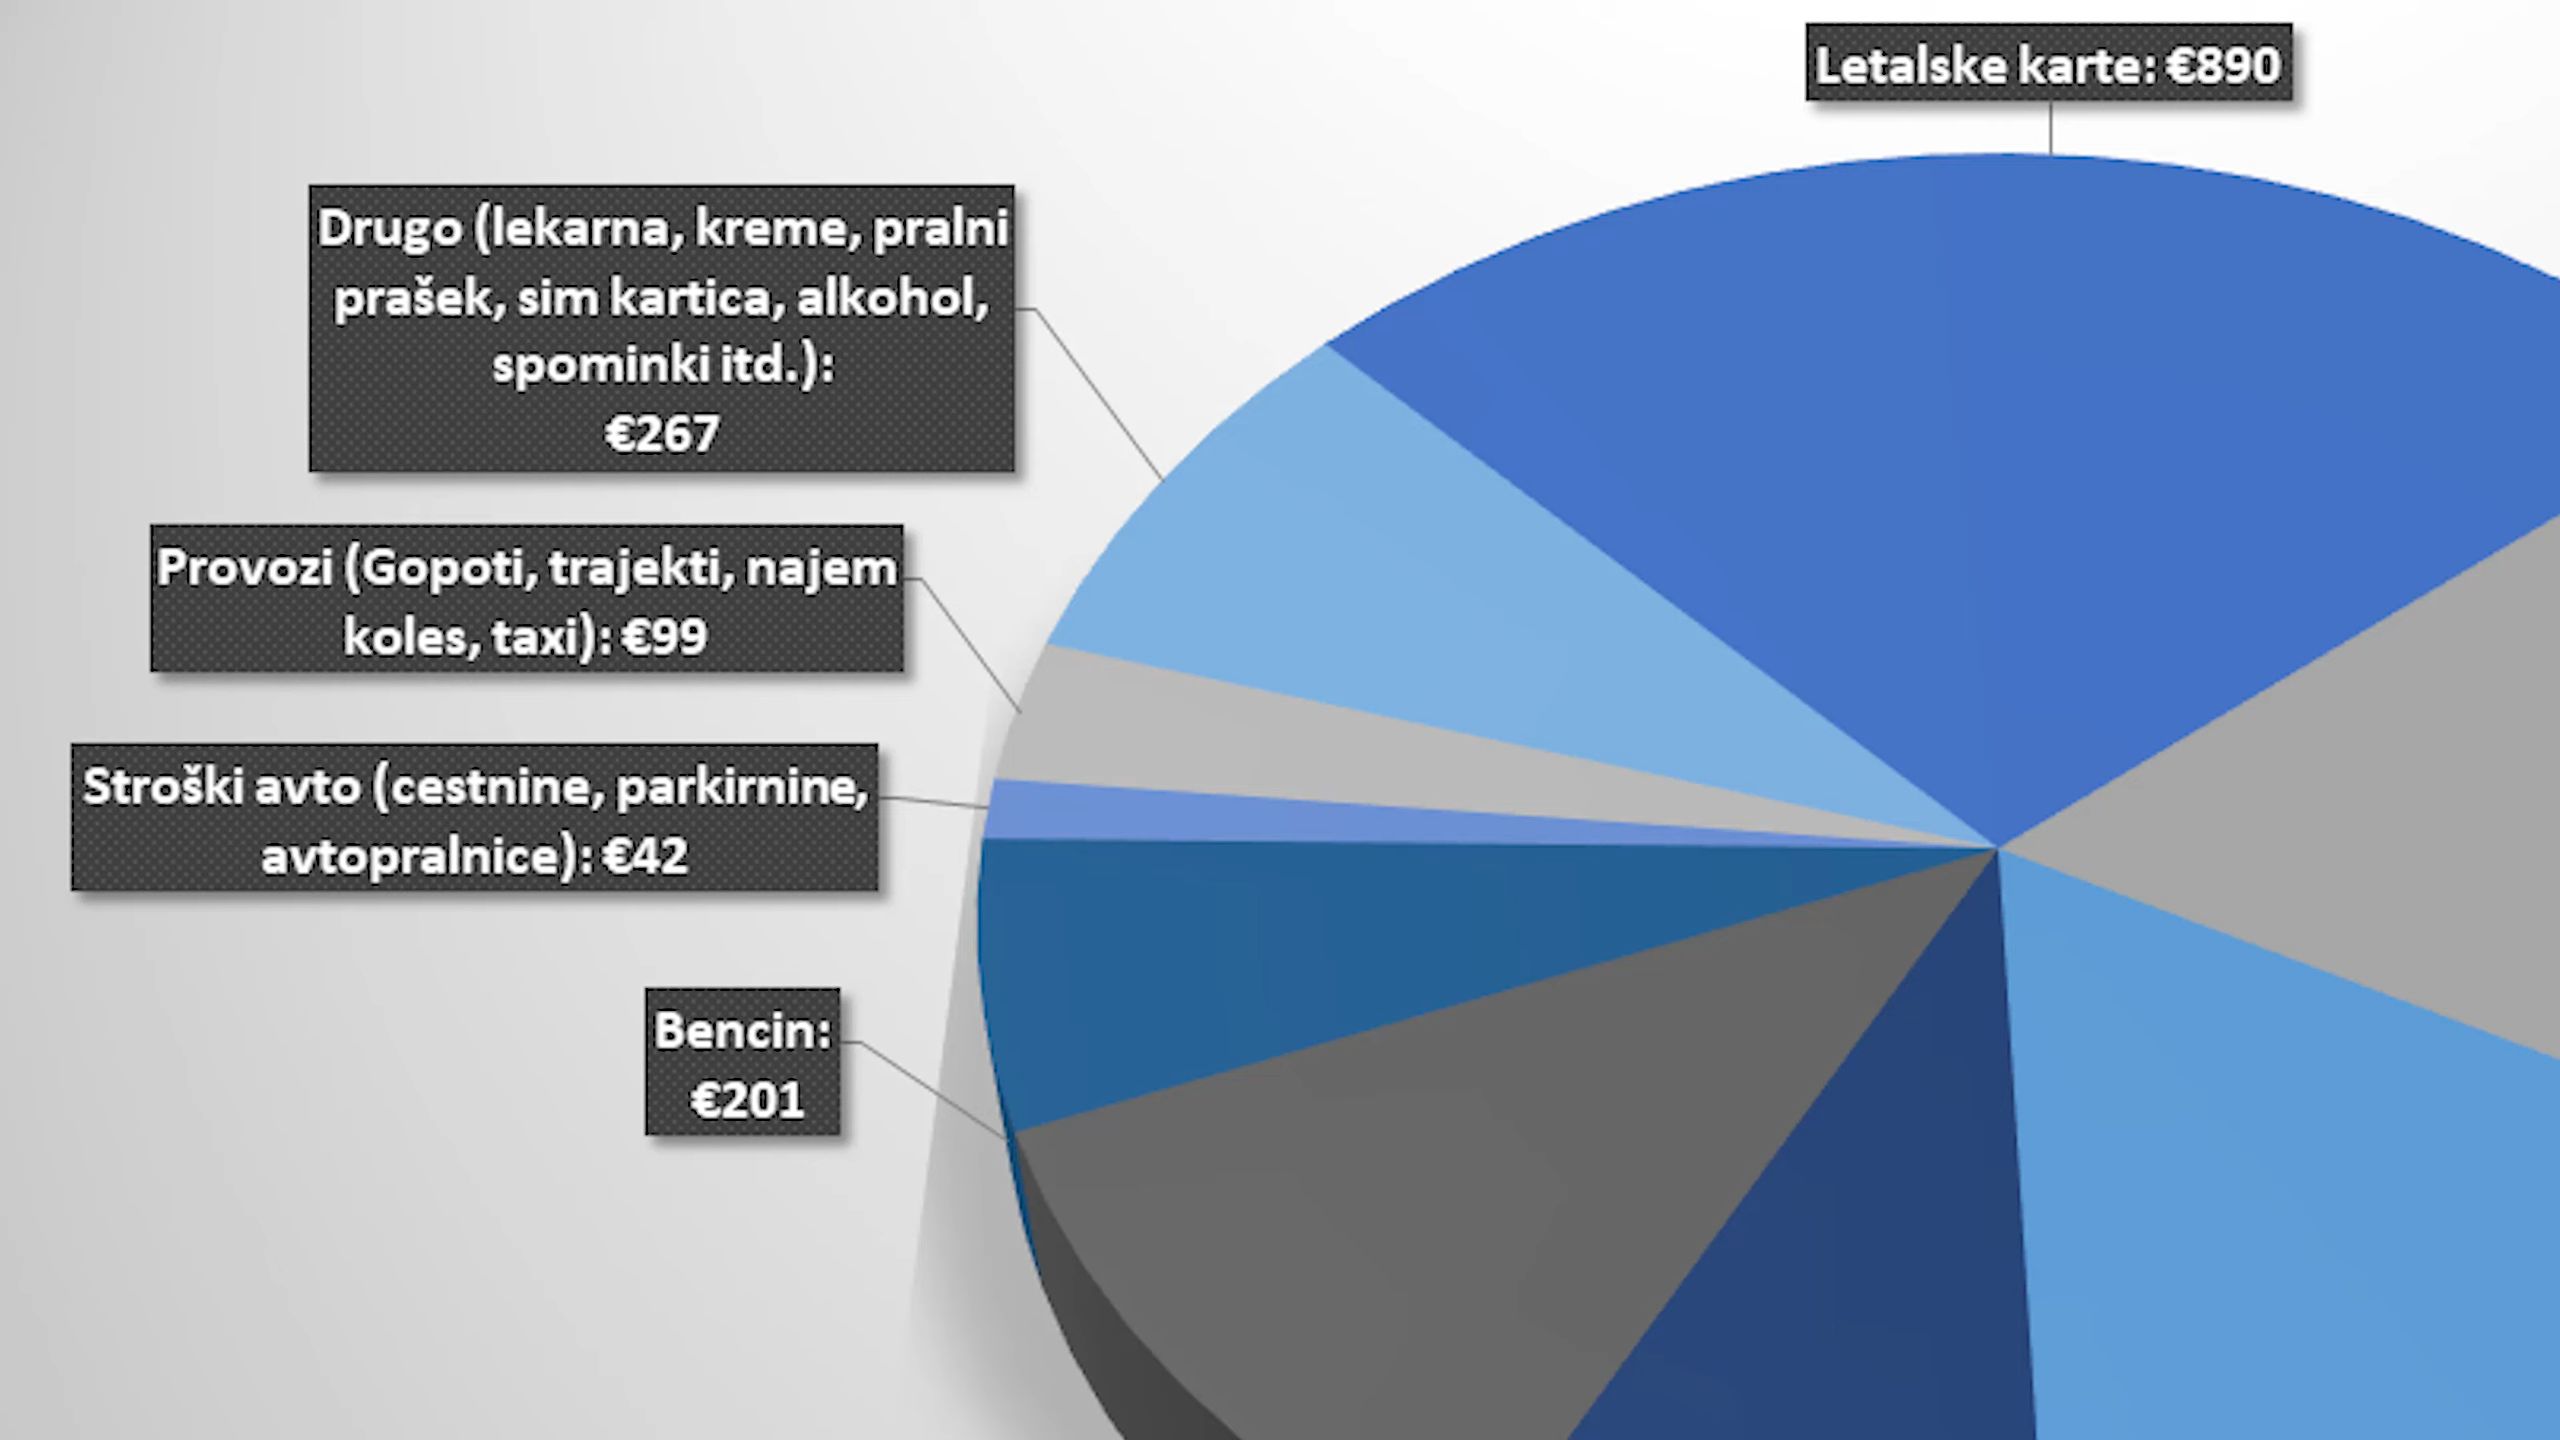 Letalske karte: €890
Drugo (lekarna, kreme, pralni
prašek, sim kartica, alkohol,
spominki itd.):
€267
Provozi (Gopoti, trajekti, najem
koles, taxi): €99
Stroški avto (cestnine, parkirnine,
avtopralnice): €42
Bencin:
€201